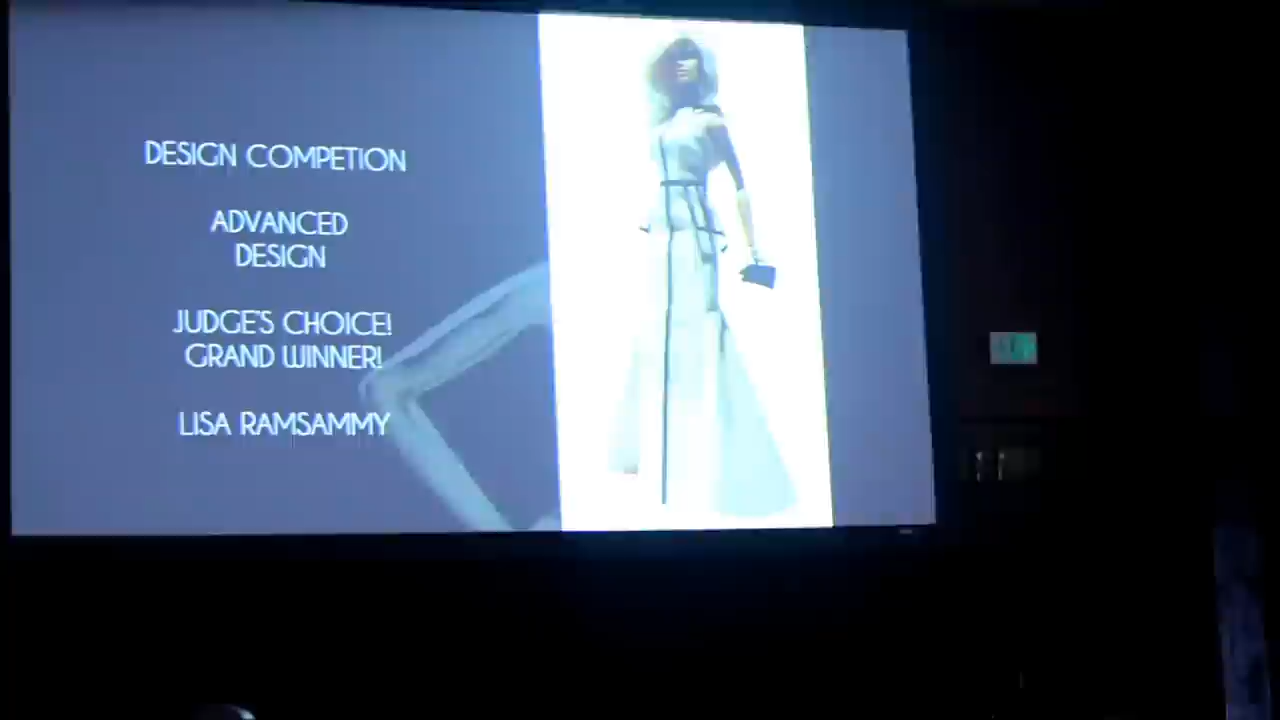 DESIGN COMPETION
ADVANCED
DESIGN
JUDGE'S CHOICE!
GRAND WINNER!
LISA RAMSAMMY